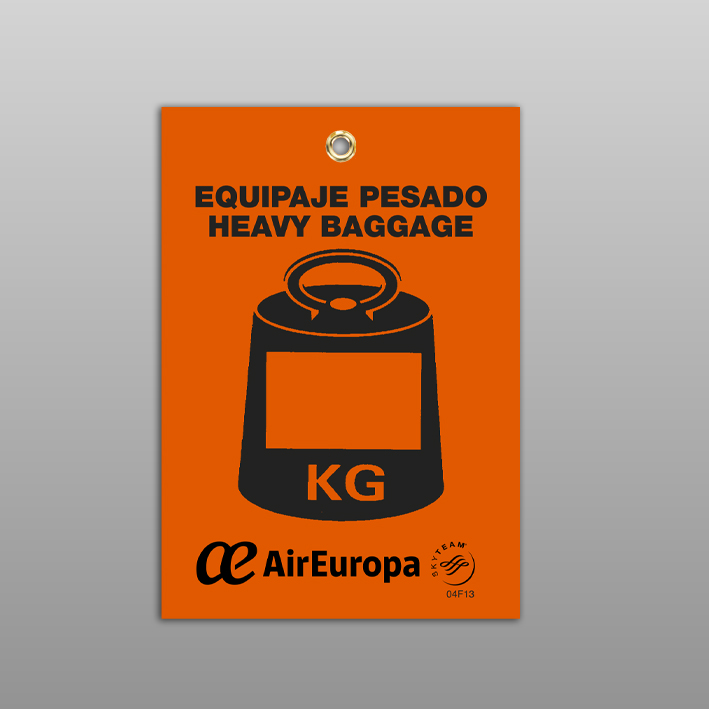 EQUIPAJE PESADO
HEAVY BAGGAGE
KG
æ AirEuropa
SKYTEAM
04F13